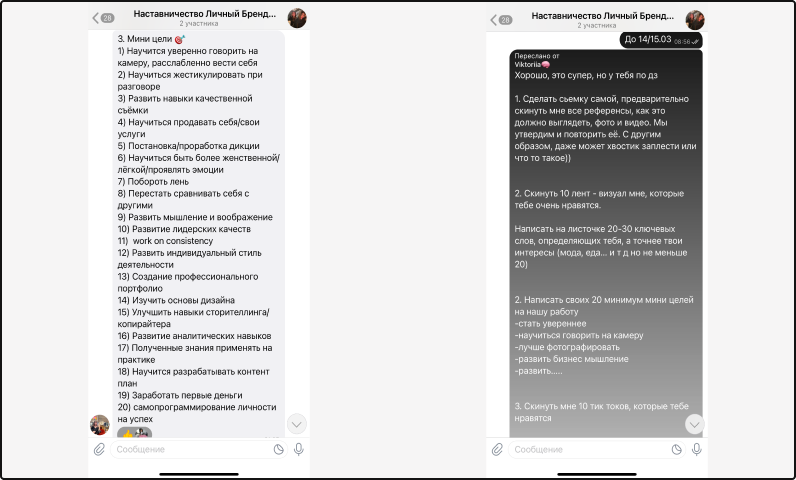 28
Наставничество Личный Бренд...
2 участника
3. Мини цели 🎯
1) Научится уверенно говорить на
камеру, расслабленно вести себя
2) Научиться жестикулировать при
разговоре
3) Развить навыки качественной
съёмки
4) Научиться продавать себя/свои
услуги
5) Постановка/проработка дикции
6) Научиться быть более женственной/
лёгкой/проявлять эмоции
7) Побороть лень
8) Перестать сравнивать себя с
другими
9) Развить мышление и воображение
10) Развитие лидерских качеств
11) work on consistency
12) Развить индивидуальный стиль
деятельности
13) Создание профессионального
портфолио
14) Изучить основы дизайна
15) Улучшить навыки сторителлинга/
копирайтера
16) Развитие аналитических навыков
17) Полученные знания применять на
практике
18) Научится разрабатывать контент
план
19) Заработать первые деньги
20) самопрограммирование личности
на успех
Сообщение
28
Наставничество Личный Бренд...
2 участника
До 14/15.03 08:56
Переслано от
Viktoriia🧠
Хорошо, это супер, но у тебя по дз
1. Сделать сьемку самой, предварительно
скинуть мне все референсы, как это
должно выглядеть, фото и видео. Мы
утвердим и повторить её. С другим
образом, даже может хвостик заплести или
что то такое))
2. Скинуть 10 лент - визуал мне, которые
тебе очень нравятся.
Написать на листочке 20-30 ключевых
слов, определяющих тебя, а точнее твои
интересы (мода, еда... и т д но не меньше
20)
2. Написать своих 20 минимум мини целей
на нашу работу
-стать увереннее
-научиться говорить на камеру
-лучше фотографировать
-развить бизнес мышление
-развить.....
3. Скинуть мне 10 тик токов, которые тебе
нравятся
Сообщение